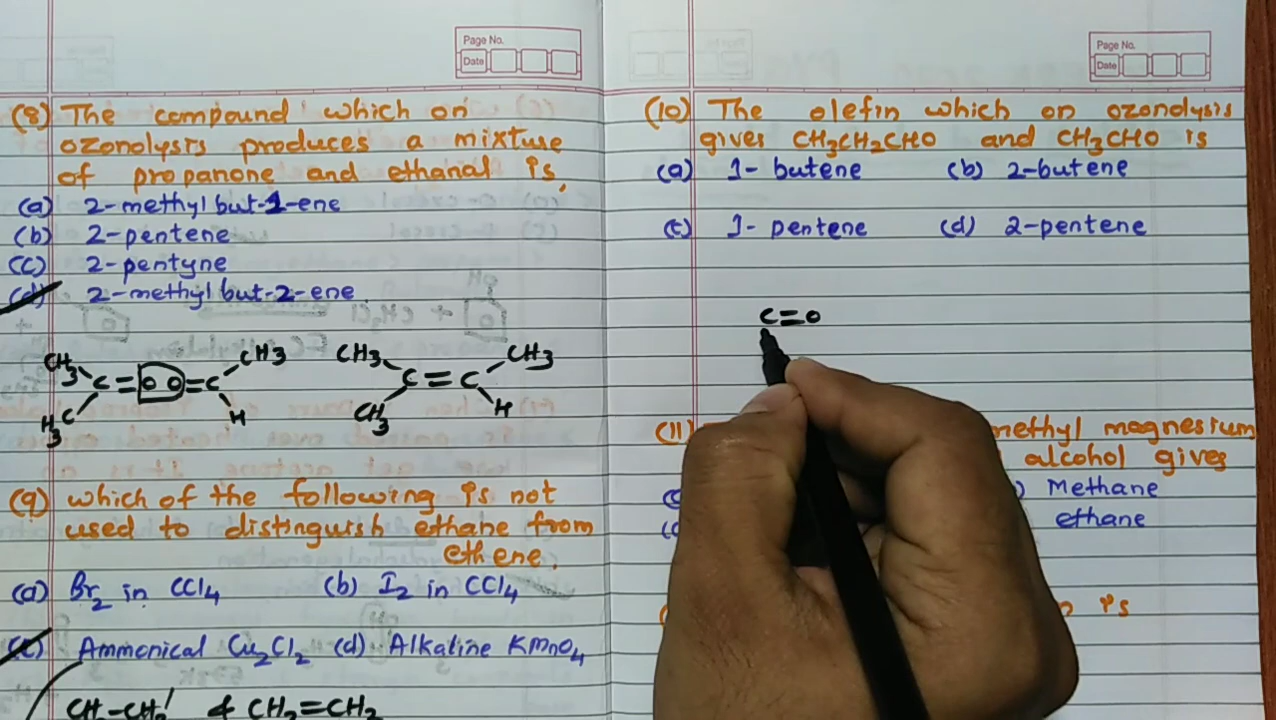 Page No.
Date
(8) The compound which on
ozonolysis produces a mixture
of propanone and ethanal is,
(a) 2-methyl but-1-ene
(b) 2-pentene
(c) 2-pentyne
(d) 2-methyl but-2-ene.
CH3 C=O O=C CH3
H3C H
CH3 C=C CH3
CH3 H
(9) which of the following is not
used to distinguish ethane from
ethene.
(a) Br2 in CCl4 (b) I2 in CCl4
(c) Ammonical Cu2Cl2 (d) Alkaline KMnO4
CH2=CH2
Page No.
Date
(10) The olefin which on ozonolysis
gives CH3CH2CHO and CH3CHO is
(a) 1-butene (b) 2-butene
(c) 1-pentene (d) 2-pentene
C=O
(11) methyl magnesium
alcohol gives
Methane
ethane
is